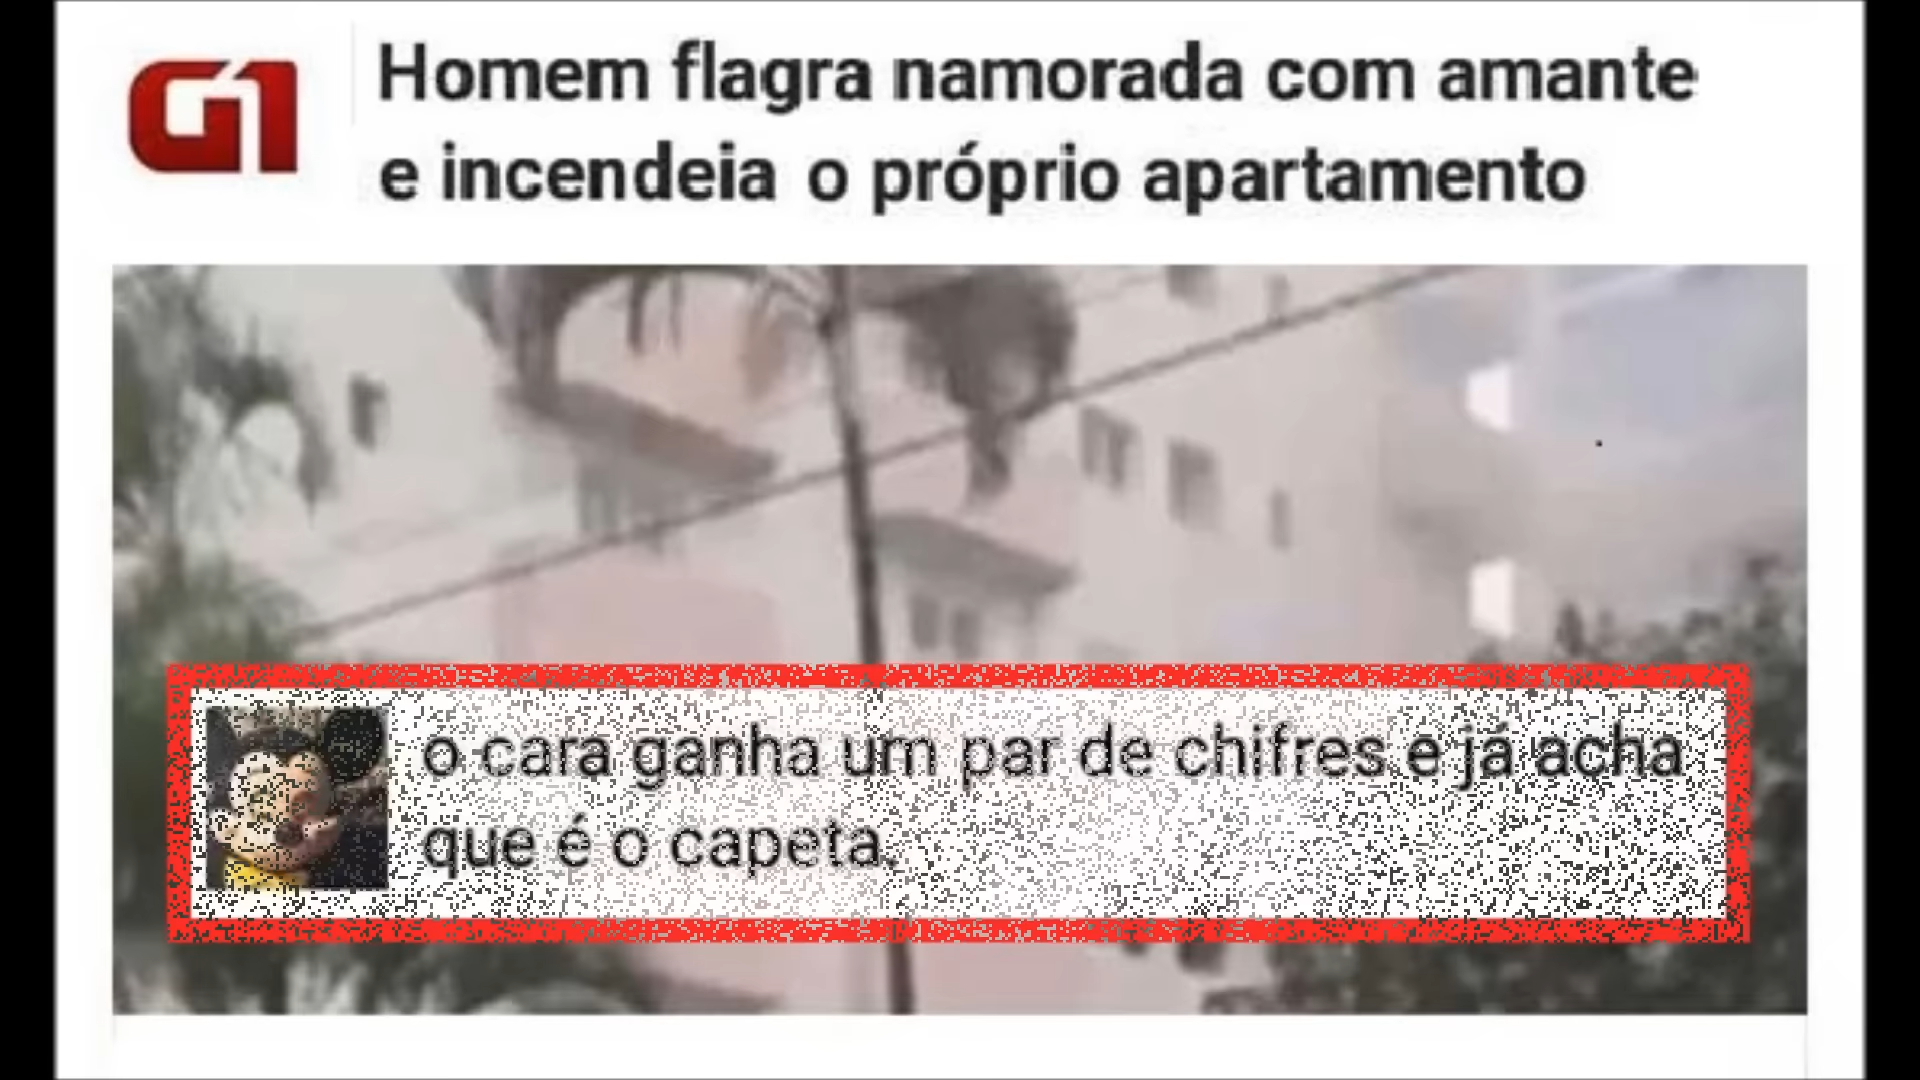 G1
Homem flagra namorada com amante
e incendeia o próprio apartamento
o cara ganha um par de chifres e já acha
que é o capeta.